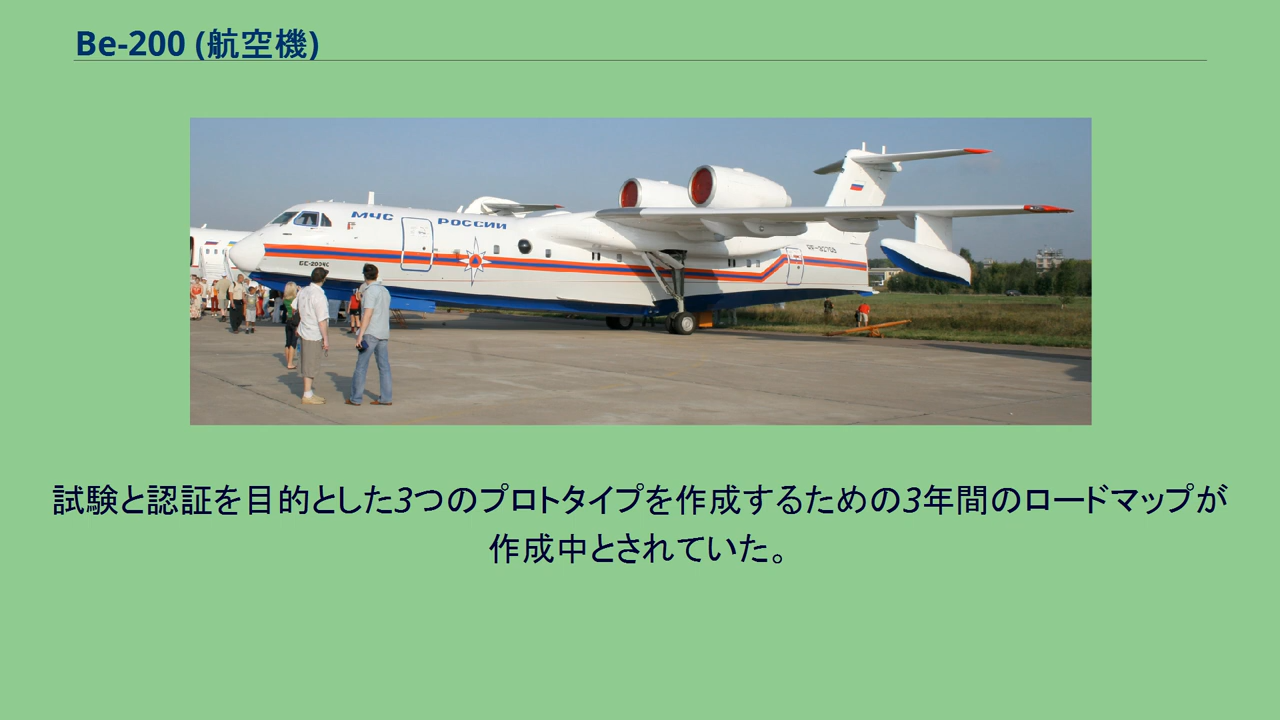 Be-200 (航空機)
МЧС РОССИИ
試験と認証を目的とした3つのプロトタイプを作成するための3年間のロードマップが
作成中とされていた。